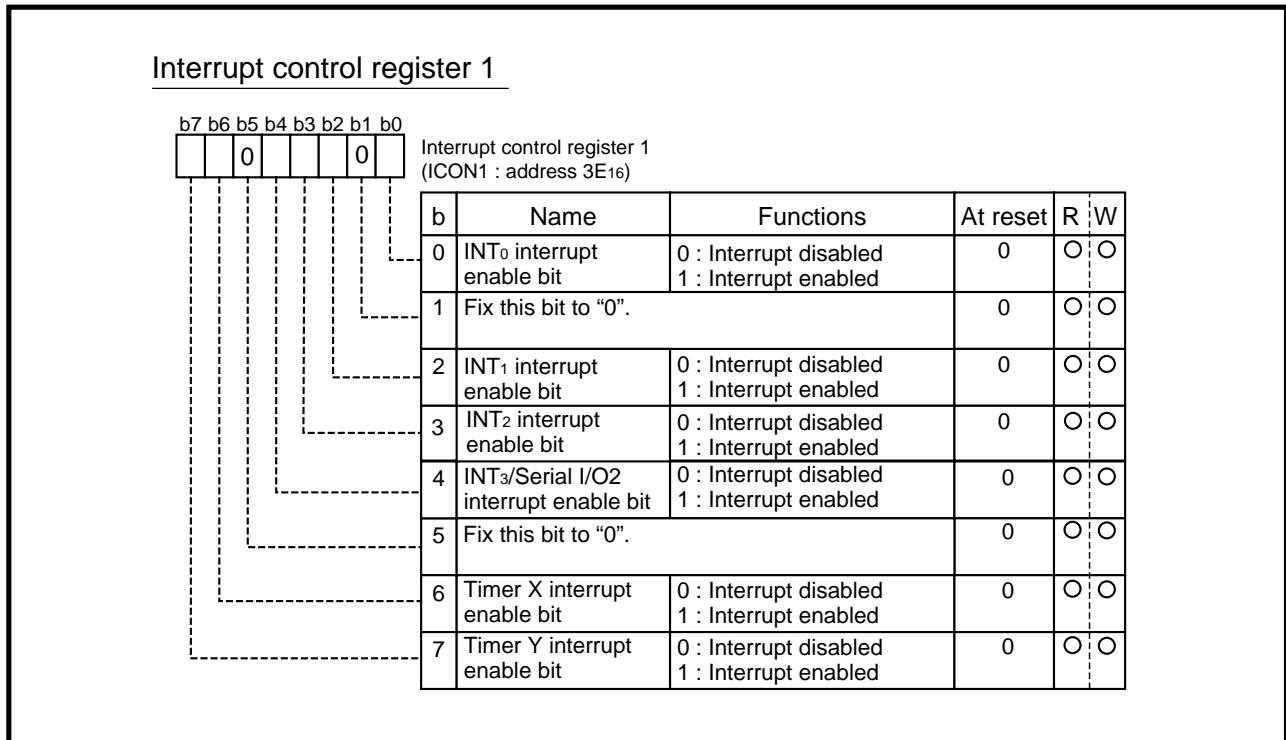 Interrupt control register 1
b7 b6 b5 b4 b3 b2 b1 b0
0 0
Interrupt control register 1
(ICON1 : address 3E16)
b Name Functions At reset R W
0 INT0 interrupt 0 : Interrupt disabled 0 O O
enable bit 1 : Interrupt enabled
1 Fix this bit to “0”. 0 O O
2 INT1 interrupt 0 : Interrupt disabled 0 O O
enable bit 1 : Interrupt enabled
3 INT2 interrupt 0 : Interrupt disabled 0 O O
enable bit 1 : Interrupt enabled
4 INT3/Serial I/O2 0 : Interrupt disabled 0 O O
interrupt enable bit 1 : Interrupt enabled
5 Fix this bit to “0”. 0 O O
6 Timer X interrupt 0 : Interrupt disabled 0 O O
enable bit 1 : Interrupt enabled
7 Timer Y interrupt 0 : Interrupt disabled 0 O O
enable bit 1 : Interrupt enabled